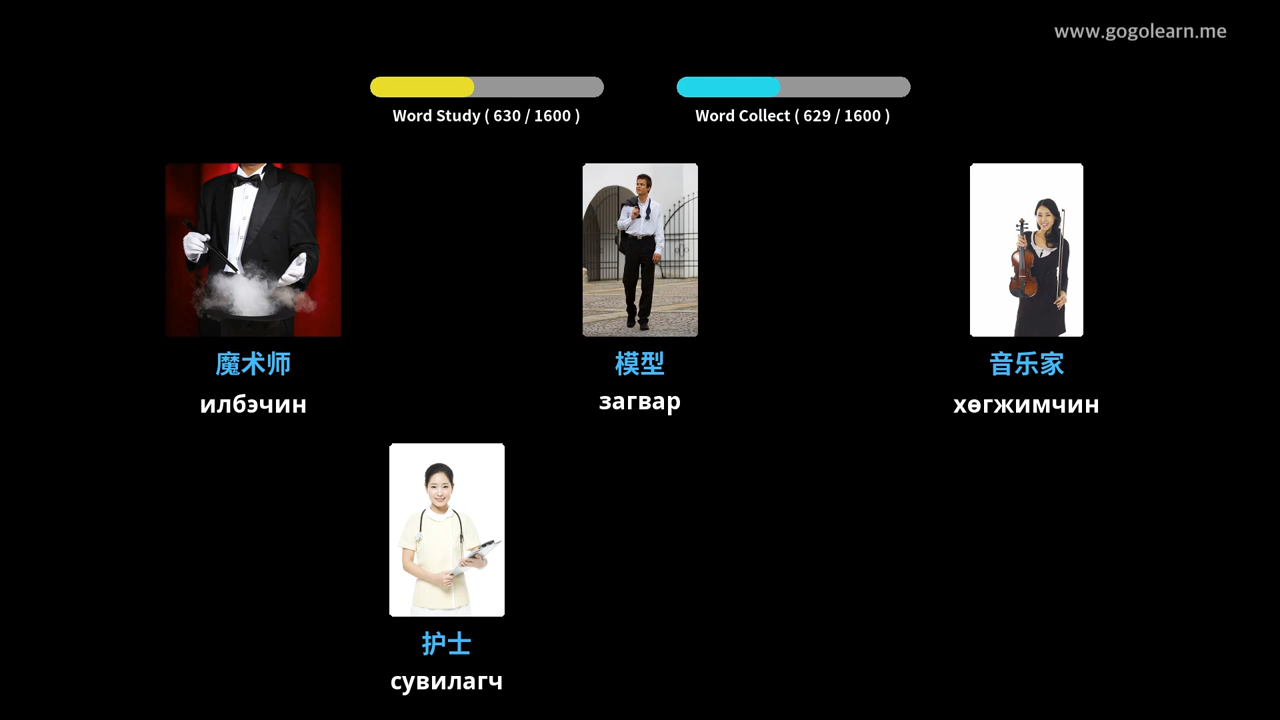 www.gogolearn.me
Word Study ( 630 / 1600 )
Word Collect ( 629 / 1600 )
魔术师
模型
音乐家
илбэчин
загвар
хөгжимчин
护士
сувилагч